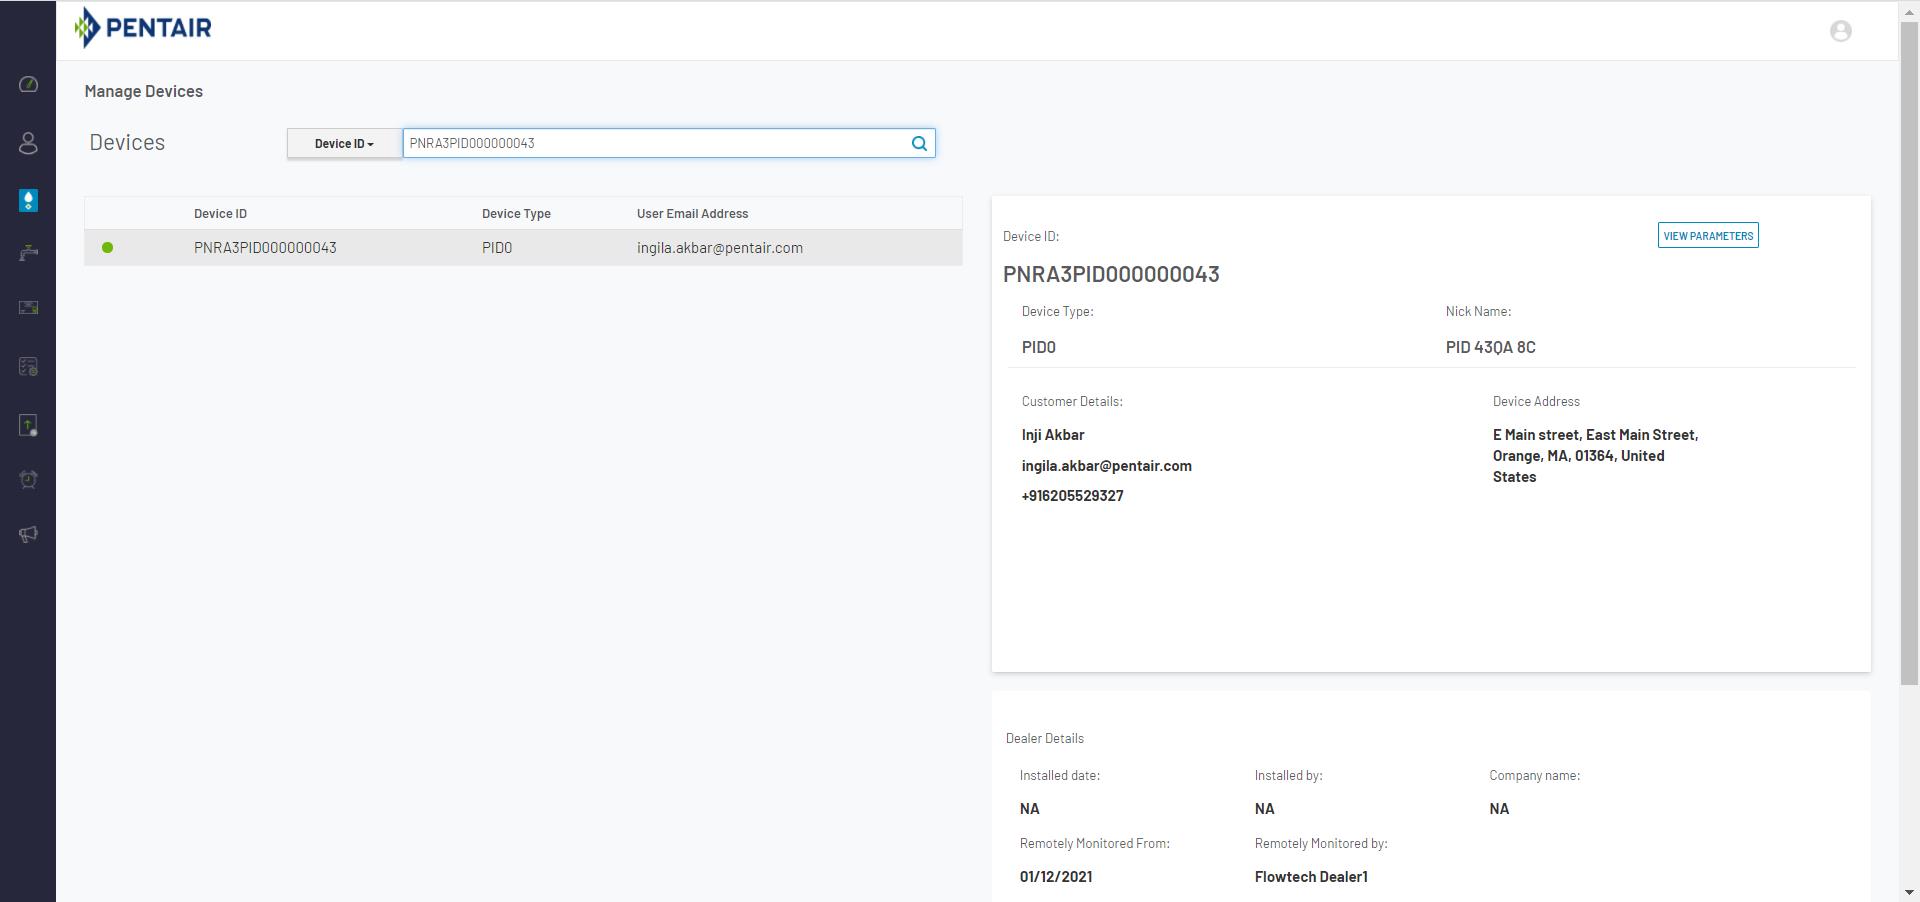 PENTAIR
Manage Devices
Devices
Device ID
PNRA3PID000000043
Device ID Device Type User Email Address
PNRA3PID000000043 PID0 ingila.akbar@pentair.com
Device ID:
VIEW PARAMETERS
PNRA3PID000000043
Device Type: Nick Name:
PID0 PID 43QA 8C
Customer Details: Device Address
Inji Akbar
ingila.akbar@pentair.com
+916205529327
E Main street, East Main Street,
Orange, MA, 01364, United
States
Dealer Details
Installed date: Installed by: Company name:
NA NA NA
Remotely Monitored From: Remotely Monitored by:
01/12/2021 Flowtech Dealer1